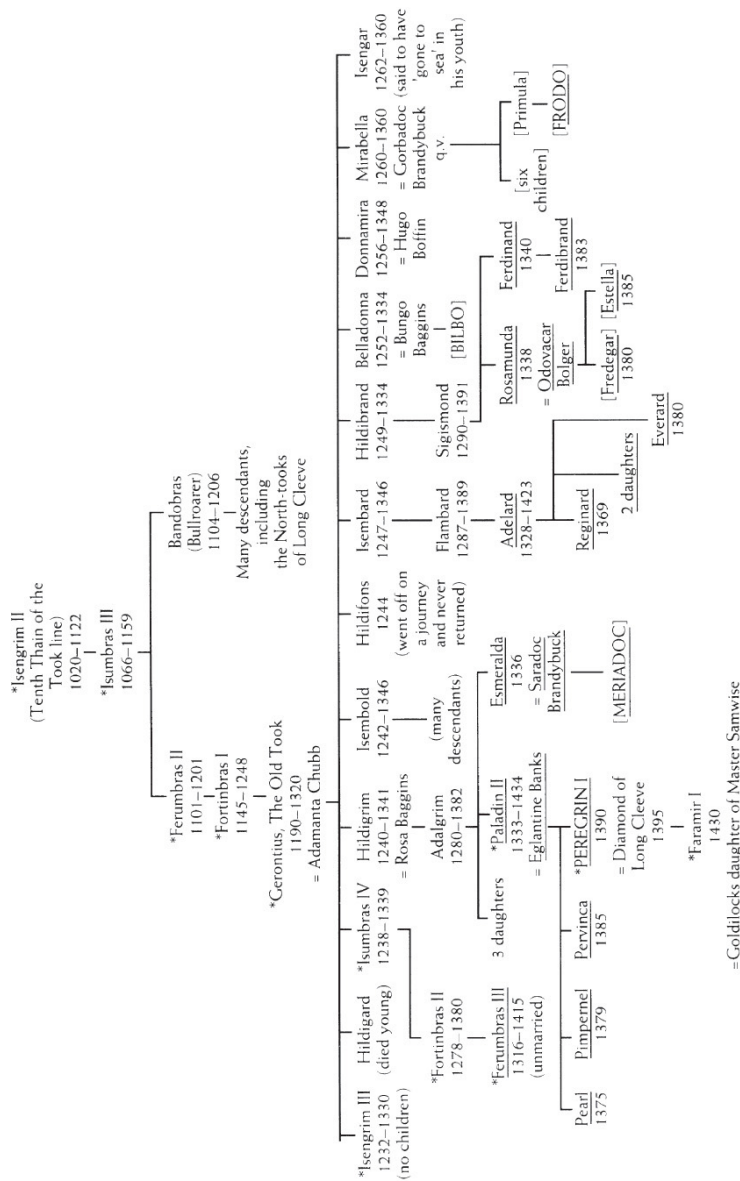 *Isengrim II
(Tenth Thain of the
Took line)
1020–1122
*Isumbras III
1066–1159
*Ferumbras II
1101–1201
*Fortinbras I
1145–1248
*Gerontius, The Old Took
1190–1320
= Adamanta Chubb
Bandobras
(Bullroarer)
1104–1206
Many descendants,
including
the North-tooks
of Long Cleeve
*Isengrim III
1232–1330
(no children)
Hildigard
(died young)
*Isumbras IV
1238–1339
Hildigrim
1240–1341
= Rosa Baggins
Isembold
1242–1346
(many
descendants)
Hildifons
1244
(went off on
a journey
and never
returned)
Isembard
1247–1346
Hildibrand
1249–1334
Belladonna
1252–1334
= Bungo
Baggins
[BILBO]
Donnamira
1256–1348
= Hugo
Boffin
Mirabella
1260–1360
= Gorbadoc
Brandybuck
q.v.
Isengar
1262–1360
(said to have
'gone to
sea' in
his youth)
*Fortinbras II
1278–1380
Adalgrim
1280–1382
Flambard
1287–1389
Sigismond
1290–1391
[six
children]
[Primula]
[FRODO]
*Ferumbras III
1316–1415
(unmarried)
3 daughters
*Paladin II
1333–1434
= Eglantine Banks
Esmeralda
1336
= Saradoc
Brandybuck
[MERIADOC]
Adelard
1328–1423
Rosamunda
1338
= Odovacar
Bolger
Ferdinand
1340
Ferdibrand
1383
Pearl
1375
Pimpernel
1379
Pervinca
1385
*PEREGRIN I
1390
= Diamond of
Long Cleeve
1395
Reginard
1369
2 daughters
Everard
1380
[Fredegar]
1380
[Estella]
1385
*Faramir I
1430
=Goldilocks daughter of Master Samwise